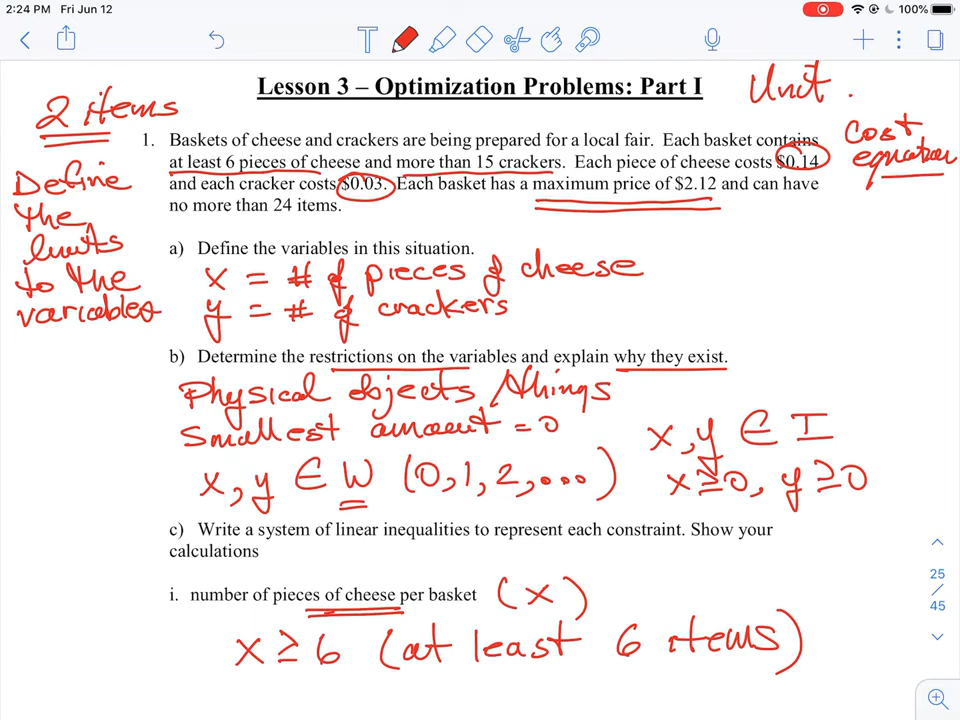 2:24 PM Fri Jun 12
100%
T
Lesson 3 – Optimization Problems: Part I
Unit.
2 items
1. Baskets of cheese and crackers are being prepared for a local fair. Each basket contains
at least 6 pieces of cheese and more than 15 crackers. Each piece of cheese costs $0.14
and each cracker costs $0.03. Each basket has a maximum price of $2.12 and can have
no more than 24 items.
Cost
equation
Define
the
limits
to the
variables
a) Define the variables in this situation.
x = # of pieces of cheese
y = # of crackers
b) Determine the restrictions on the variables and explain why they exist.
Physical objects/things
Smallest amount = 0
x, y ∈ W (0, 1, 2, ...)
x, y ∈ I
x ≥ 0, y ≥ 0
c) Write a system of linear inequalities to represent each constraint. Show your
calculations
i. number of pieces of cheese per basket (x)
x ≥ 6 (at least 6 items)
25
/
45